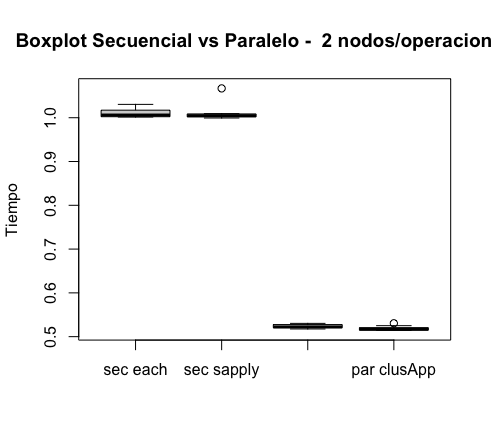 Boxplot Secuencial vs Paralelo - 2 nodos/operacion
Tiempo
1.0
0.9
0.8
0.7
0.6
0.5
sec each
sec sapply
par clusApp